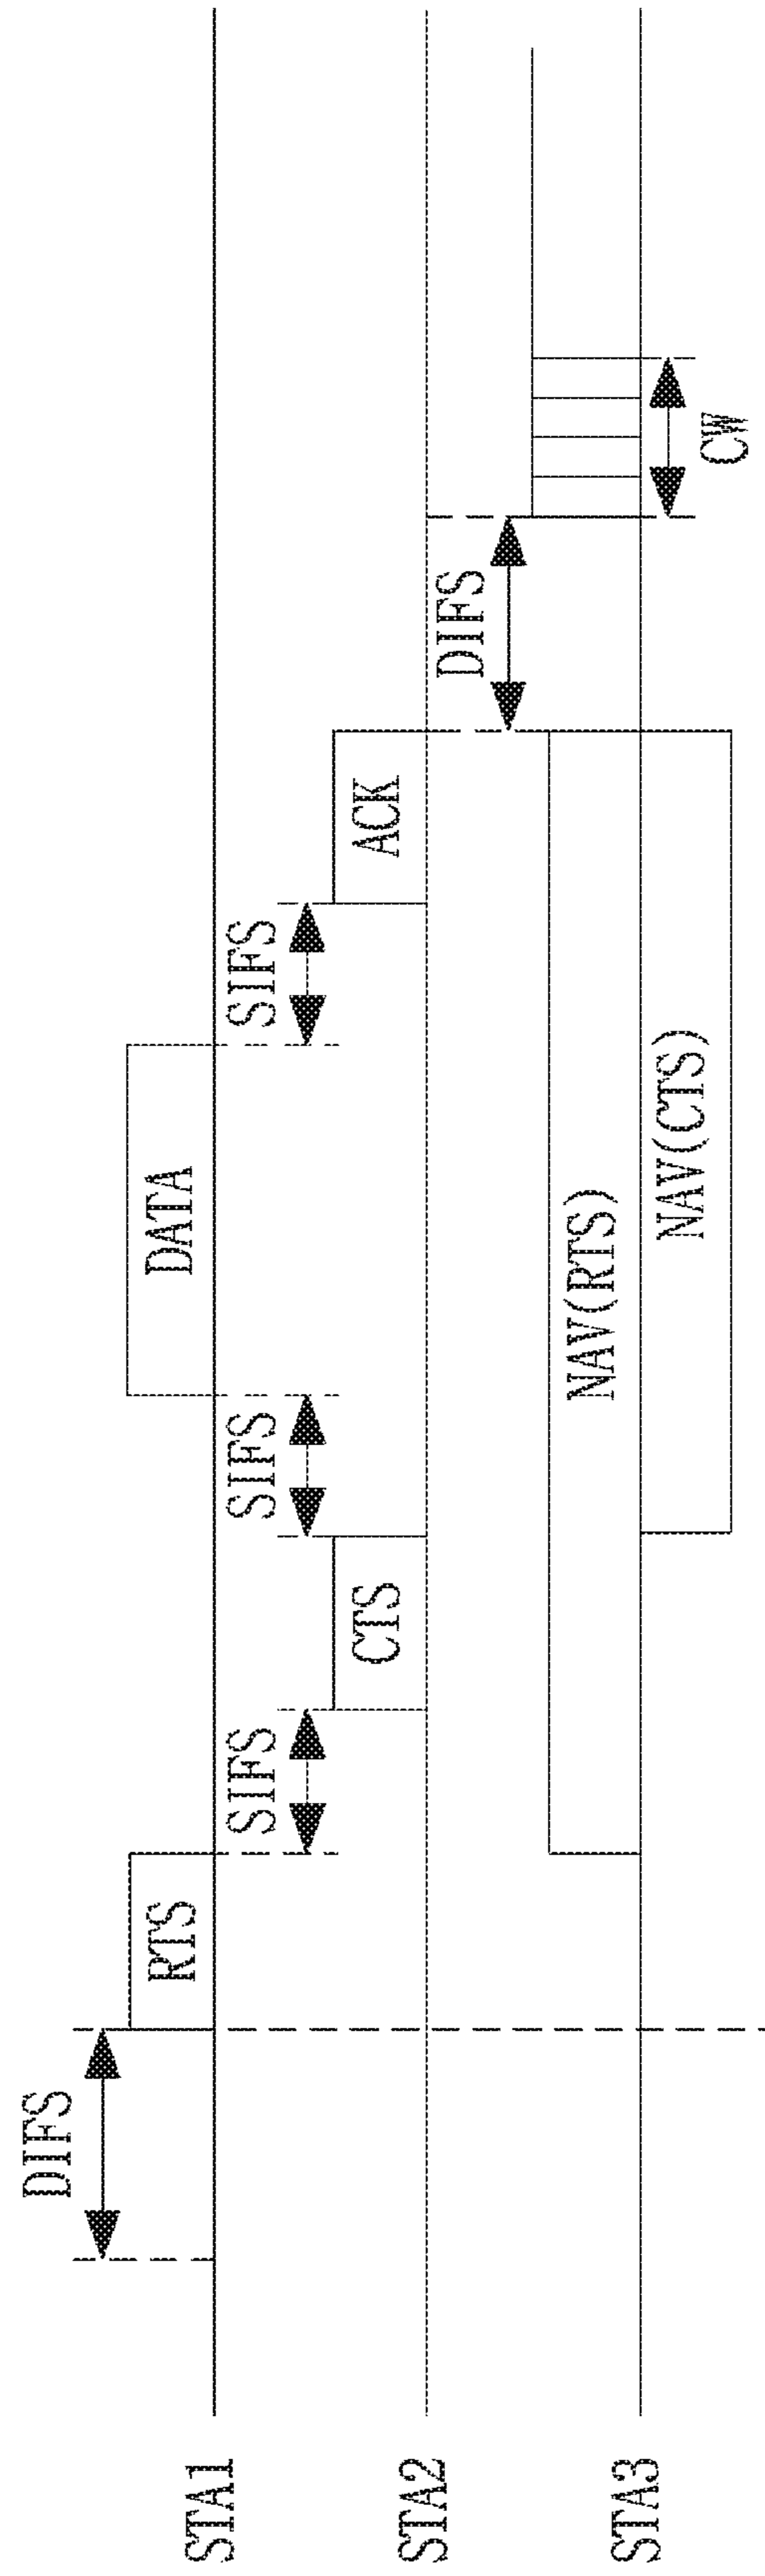 DIFS
RTS
DATA
STA1
SIFS
SIFS
SIFS
CTS
ACK
STA2
DIFS
NAV(RTS)
STA3
NAV(CTS)
CW